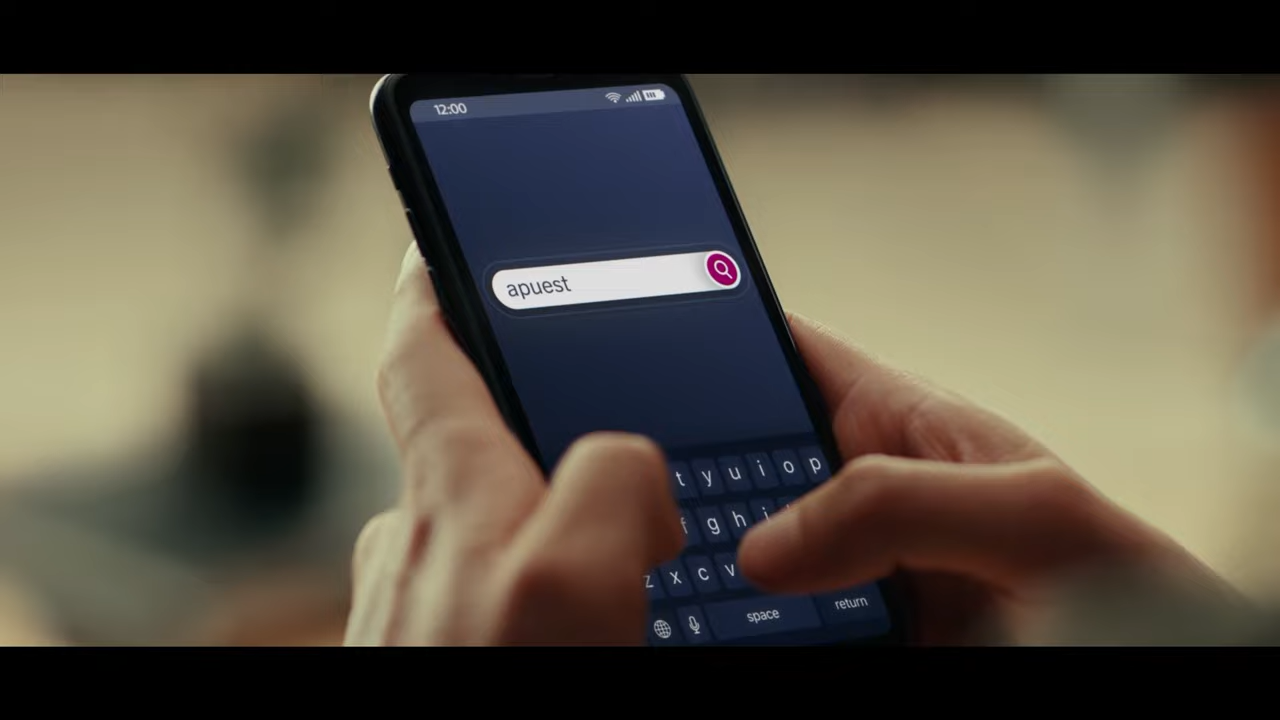 12:00
apuest
t y u i o p
f g h j
z x c v
space return